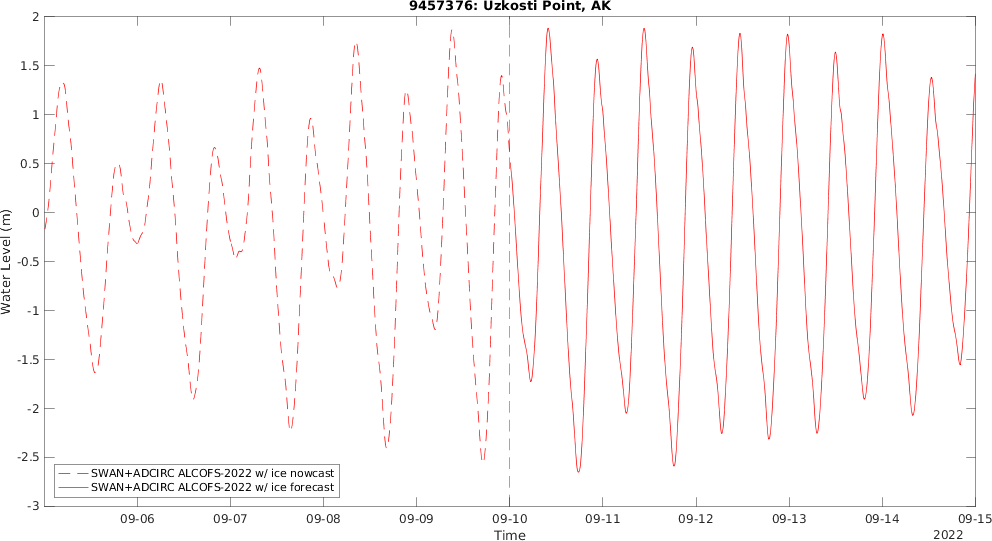 9457376: Uzkosti Point, AK
2
1.5
1
0.5
0
-0.5
-1
-1.5
-2
-2.5
-3
Water Level (m)
SWAN+ADCIRC ALCOFS-2022 w/ ice nowcast
SWAN+ADCIRC ALCOFS-2022 w/ ice forecast
09-06 09-07 09-08 09-09 09-10 09-11 09-12 09-13 09-14 09-15
Time
2022